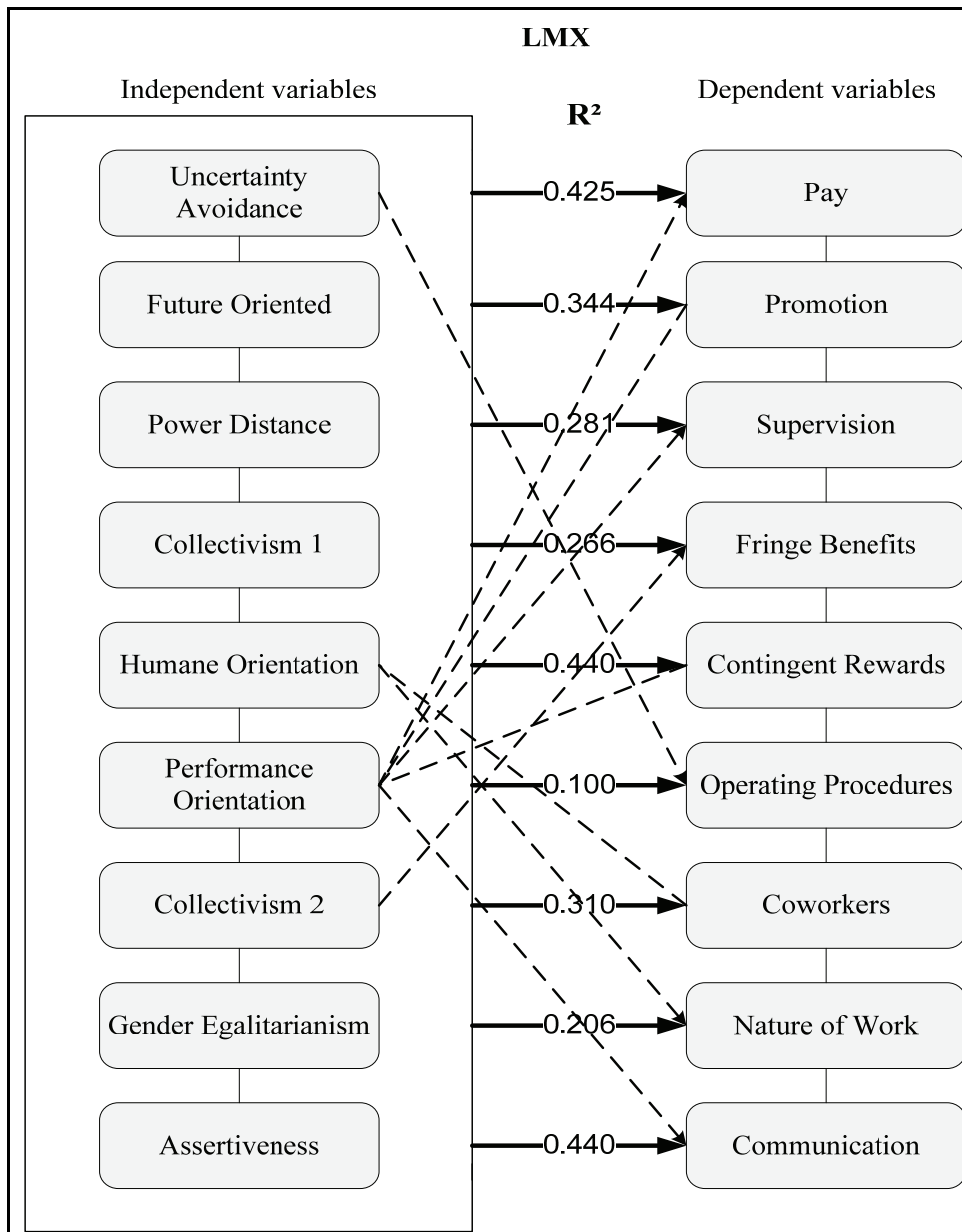 LMX
Independent variables
R²
Dependent variables
Uncertainty
Avoidance
0.425
Pay
Future Oriented
0.344
Promotion
Power Distance
0.281
Supervision
Collectivism 1
0.266
Fringe Benefits
Humane Orientation
0.440
Contingent Rewards
Performance
Orientation
0.100
Operating Procedures
Collectivism 2
0.310
Coworkers
Gender Egalitarianism
0.206
Nature of Work
Assertiveness
0.440
Communication